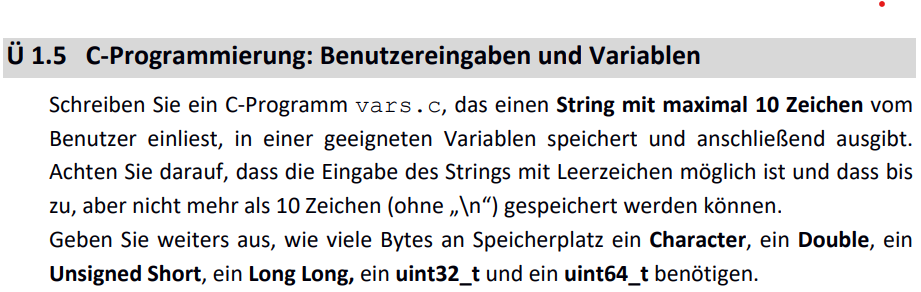 Ü 1.5 C-Programmierung: Benutzereingaben und Variablen
Schreiben Sie ein C-Programm vars.c, das einen String mit maximal 10 Zeichen vom
Benutzer einliest, in einer geeigneten Variablen speichert und anschließend ausgibt.
Achten Sie darauf, dass die Eingabe des Strings mit Leerzeichen möglich ist und dass bis
zu, aber nicht mehr als 10 Zeichen (ohne „\n“) gespeichert werden können.
Geben Sie weiters aus, wie viele Bytes an Speicherplatz ein Character, ein Double, ein
Unsigned Short, ein Long Long, ein uint32_t und ein uint64_t benötigen.